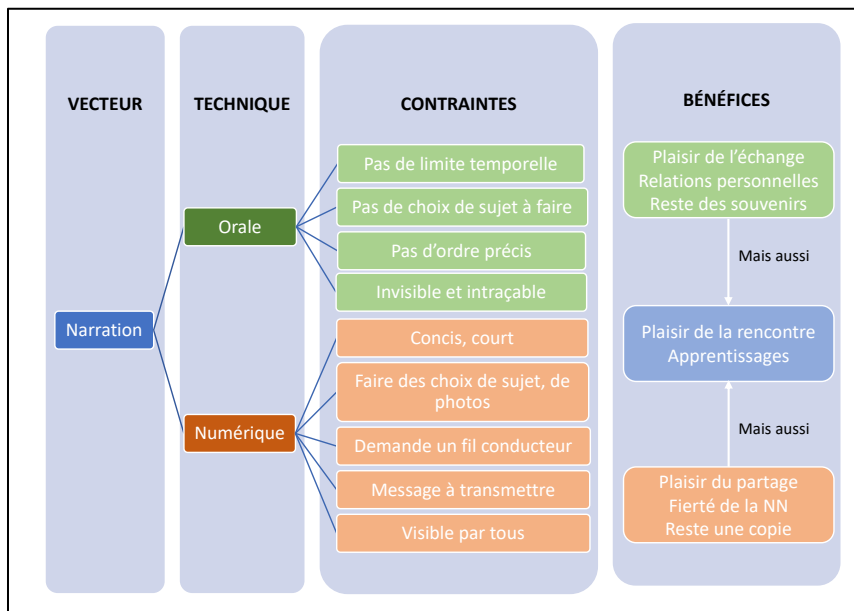 VECTEUR
TECHNIQUE
CONTRAINTES
BÉNÉFICES
Narration
Orale
Numérique
Pas de limite temporelle
Pas de choix de sujet à faire
Pas d'ordre précis
Invisible et intraçable
Concis, court
Faire des choix de sujet, de
photos
Demande un fil conducteur
Message à transmettre
Visible par tous
Plaisir de l'échange
Relations personnelles
Reste des souvenirs
Mais aussi
Plaisir de la rencontre
Apprentissages
Mais aussi
Plaisir du partage
Fierté de la NN
Reste une copie